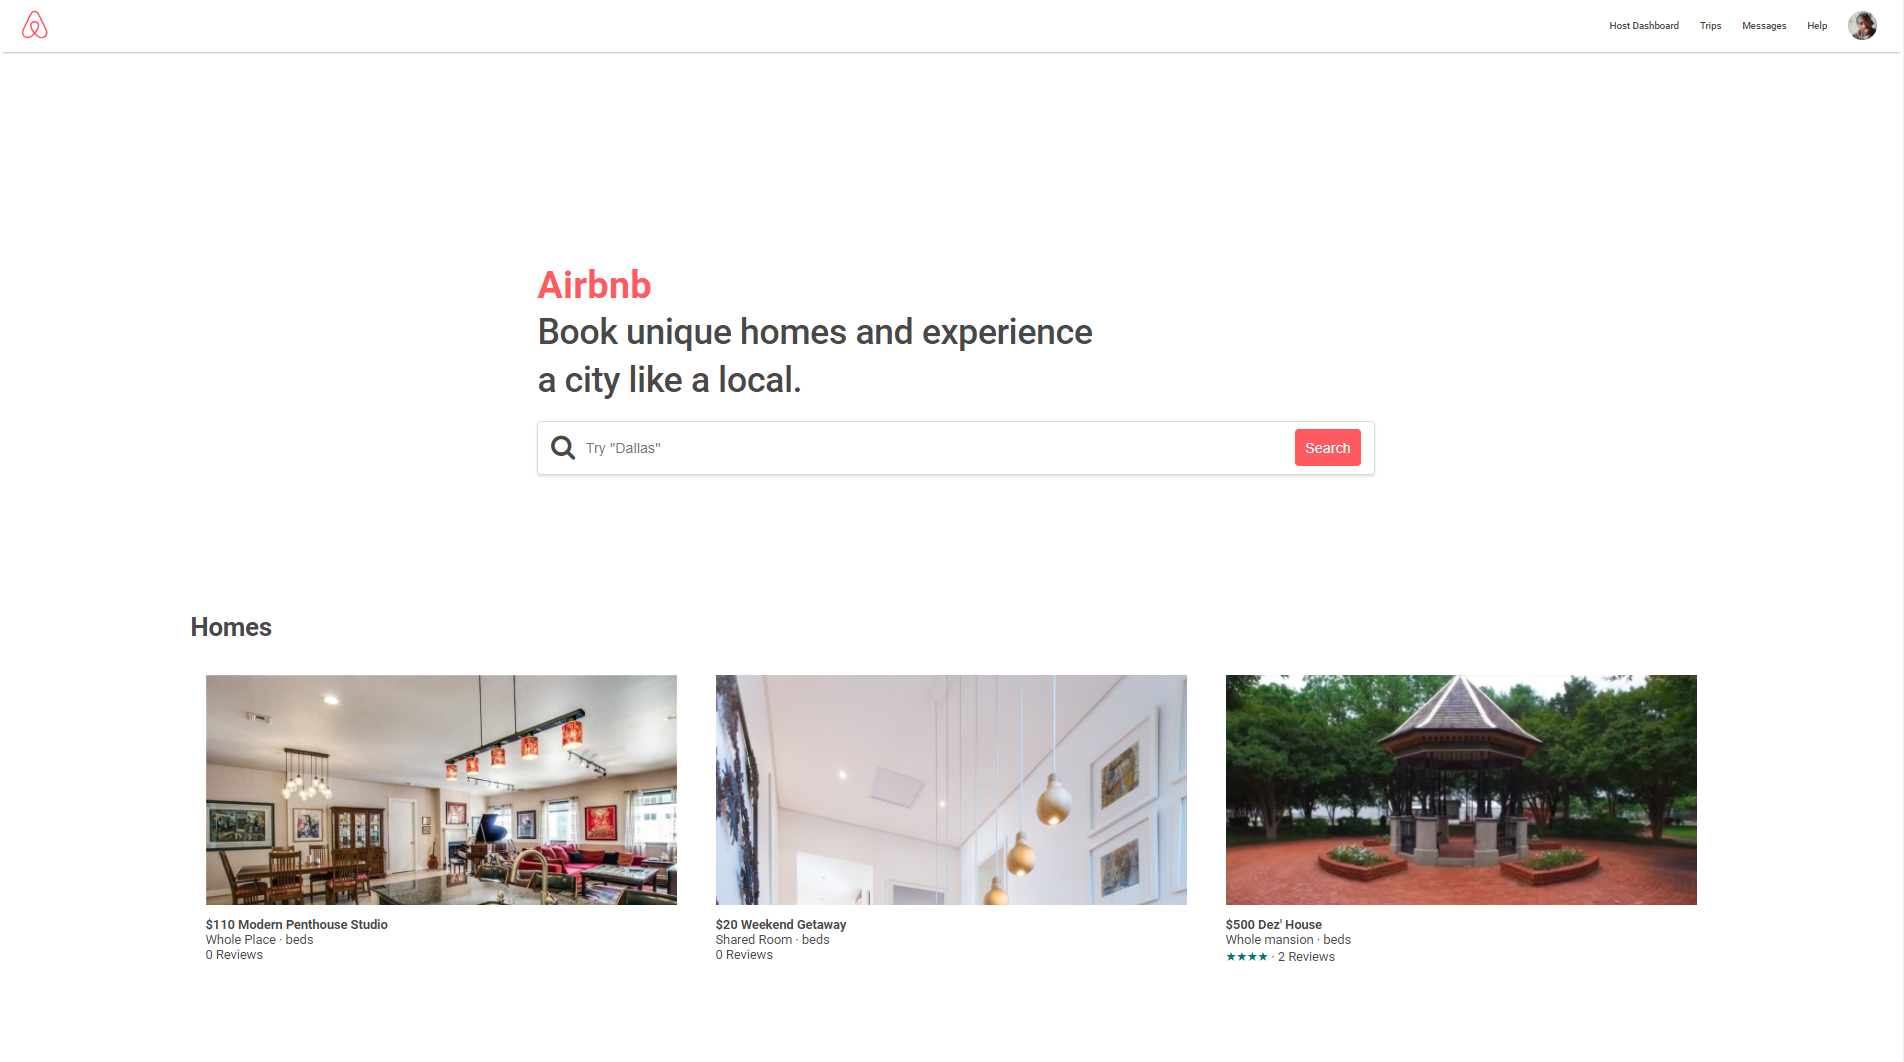 Host Dashboard Trips Messages Help
Airbnb
Book unique homes and experience
a city like a local.
Try "Dallas" Search
Homes
$110 Modern Penthouse Studio
Whole Place · beds
0 Reviews
$20 Weekend Getaway
Shared Room · beds
0 Reviews
$500 Dez' House
Whole mansion · beds
★★★★ · 2 Reviews